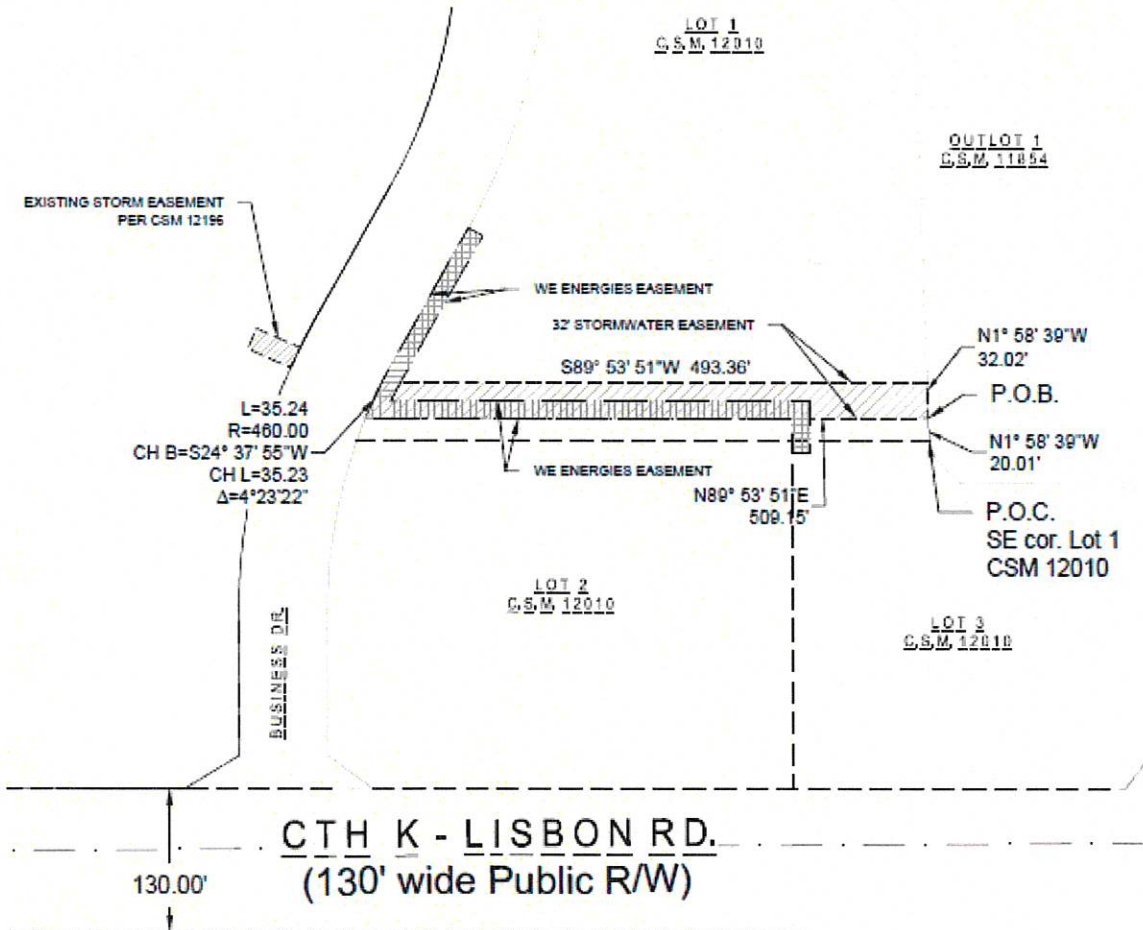 LOT 1
C.S.M. 12010
OUTLOT 1
C.S.M. 11854
EXISTING STORM EASEMENT
PER CSM 12196
WE ENERGIES EASEMENT
32' STORMWATER EASEMENT
S89° 53' 51"W 493.36'
N1° 58' 39"W
32.02'
P.O.B.
L=35.24
R=460.00
CH B=S24° 37' 55"W
CH L=35.23
Δ=4°23'22"
WE ENERGIES EASEMENT
N89° 53' 51"E
509.15'
N1° 58' 39"W
20.01'
P.O.C.
SE cor. Lot 1
CSM 12010
LOT 2
C.S.M. 12010
LOT 3
C.S.M. 12010
BUSINESS DR.
CTH K - LISBON RD.
(130' wide Public R/W)
130.00'